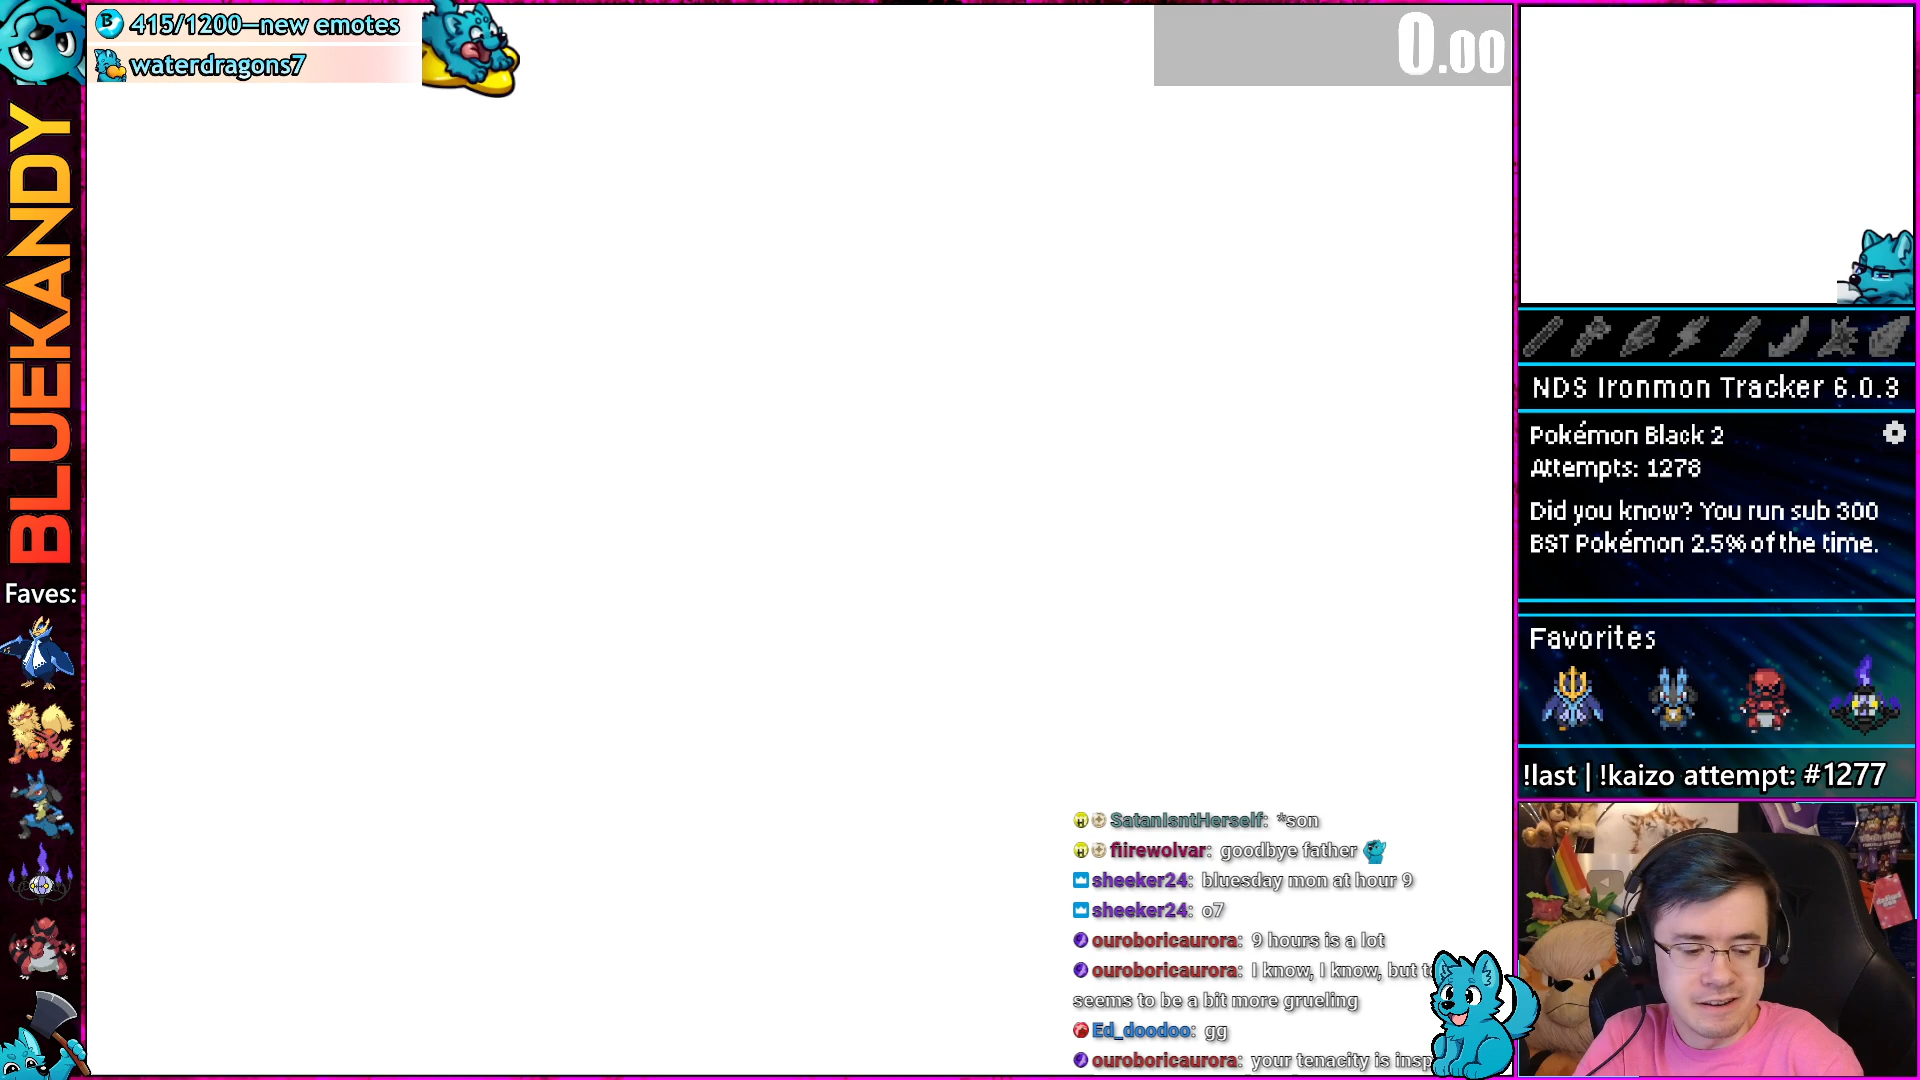 415/1200—new emotes
waterdragons7
0.00
BLUEKANDY
Faves:
NDS Ironmon Tracker 6.0.3
Pokémon Black 2
Attempts: 1278
Did you know? You run sub 300
BST Pokémon 2.5% of the time.
Favorites
!last | !kaizo attempt: #1277
SatanIsntHerself: *son
fiirewolvar: goodbye father
sheeker24: bluesday mon at hour 9
sheeker24: o7
ouroboricaurora: 9 hours is a lot
ouroboricaurora: I know, I know, but
seems to be a bit more grueling
Ed_doodoo: gg
ouroboricaurora: your tenacity is